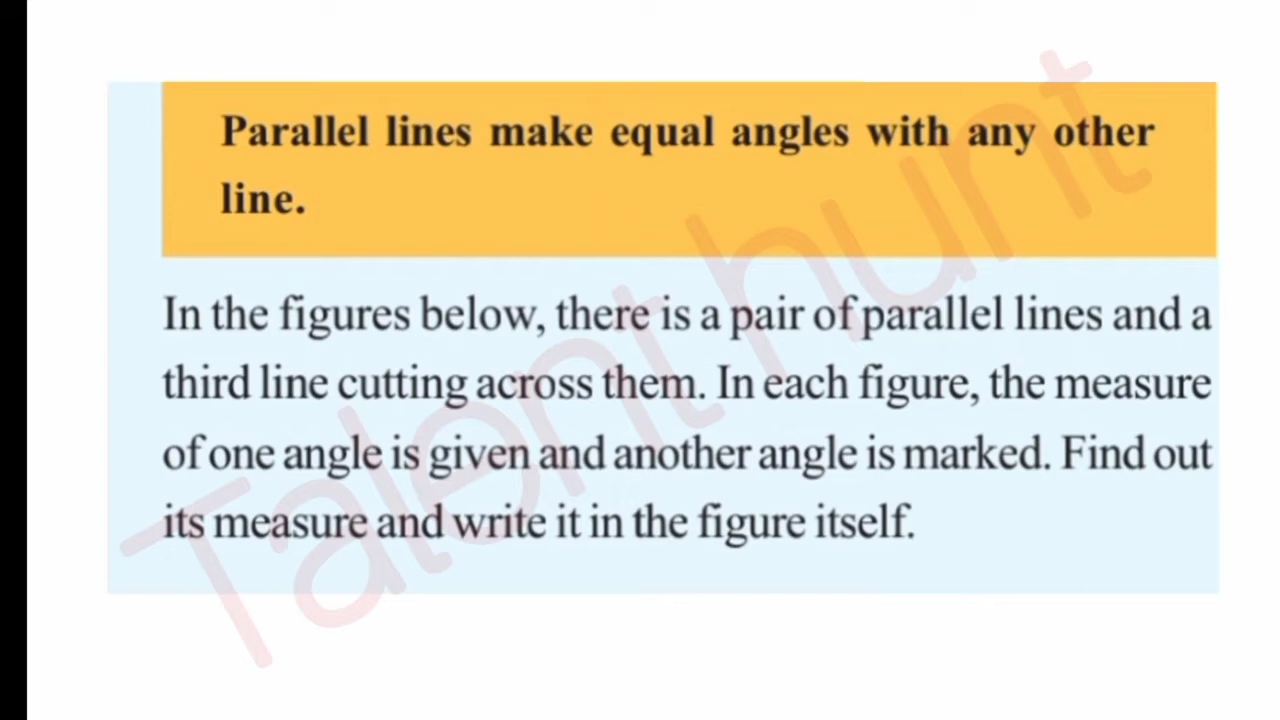 Parallel lines make equal angles with any other
line.
In the figures below, there is a pair of parallel lines and a
third line cutting across them. In each figure, the measure
of one angle is given and another angle is marked. Find out
its measure and write it in the figure itself.
Talent hunt